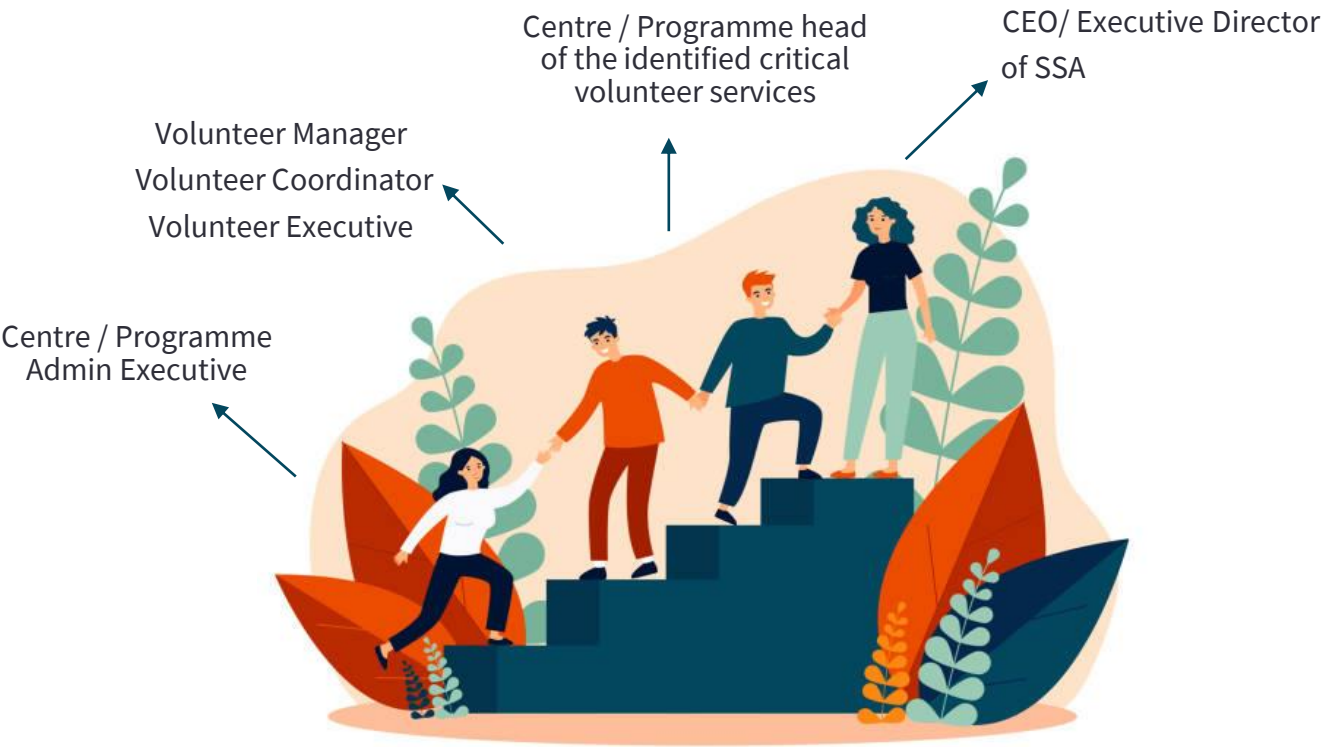 Centre / Programme head
of the identified critical
volunteer services
CEO/ Executive Director
of SSA
Volunteer Manager
Volunteer Coordinator
Volunteer Executive
Centre / Programme
Admin Executive